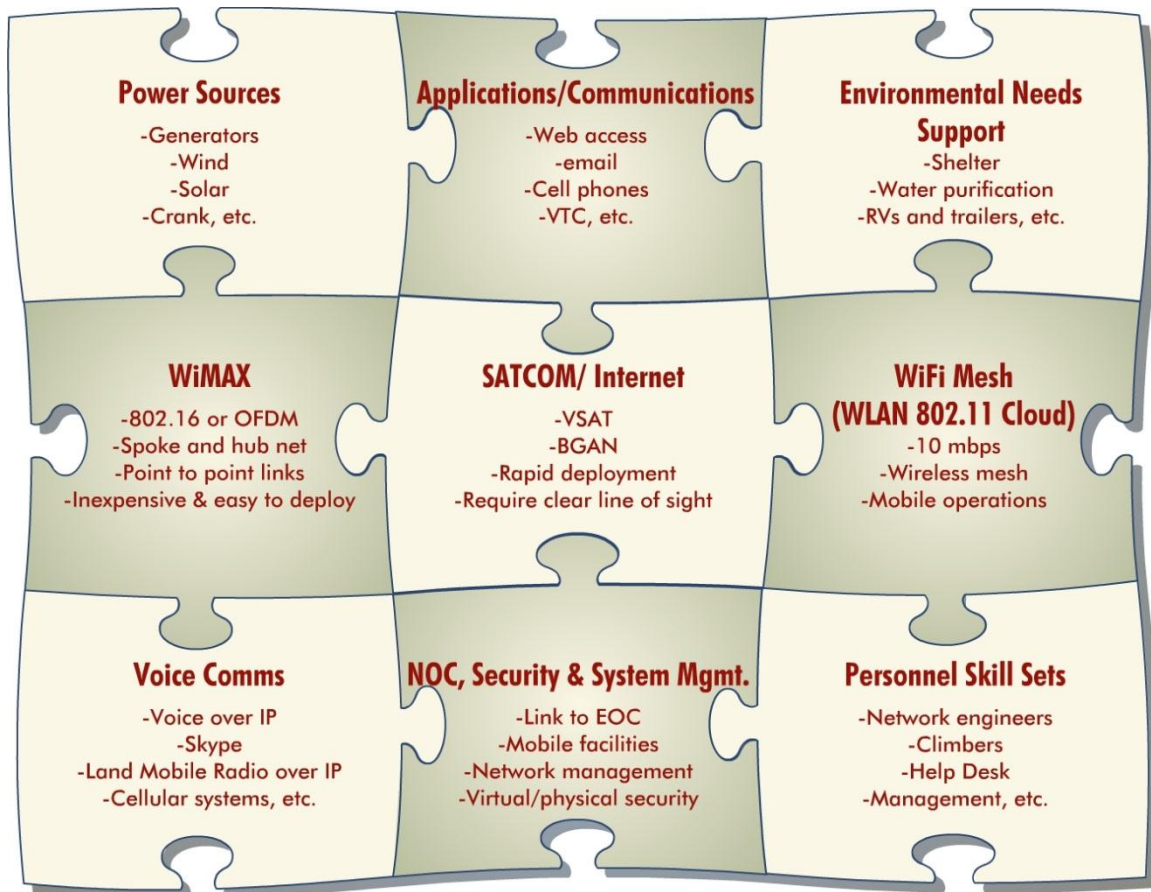 Power Sources
-Generators
-Wind
-Solar
-Crank, etc.
Applications/Communications
-Web access
-email
-Cell phones
-VTC, etc.
Environmental Needs
Support
-Shelter
-Water purification
-RVs and trailers, etc.
WiMAX
-802.16 or OFDM
-Spoke and hub net
-Point to point links
-Inexpensive & easy to deploy
SATCOM/ Internet
-VSAT
-BGAN
-Rapid deployment
-Require clear line of sight
WiFi Mesh
(WLAN 802.11 Cloud)
-10 mbps
-Wireless mesh
-Mobile operations
Voice Comms
-Voice over IP
-Skype
-Land Mobile Radio over IP
-Cellular systems, etc.
NOC, Security & System Mgmt.
-Link to EOC
-Mobile facilities
-Network management
-Virtual/physical security
Personnel Skill Sets
-Network engineers
-Climbers
-Help Desk
-Management, etc.